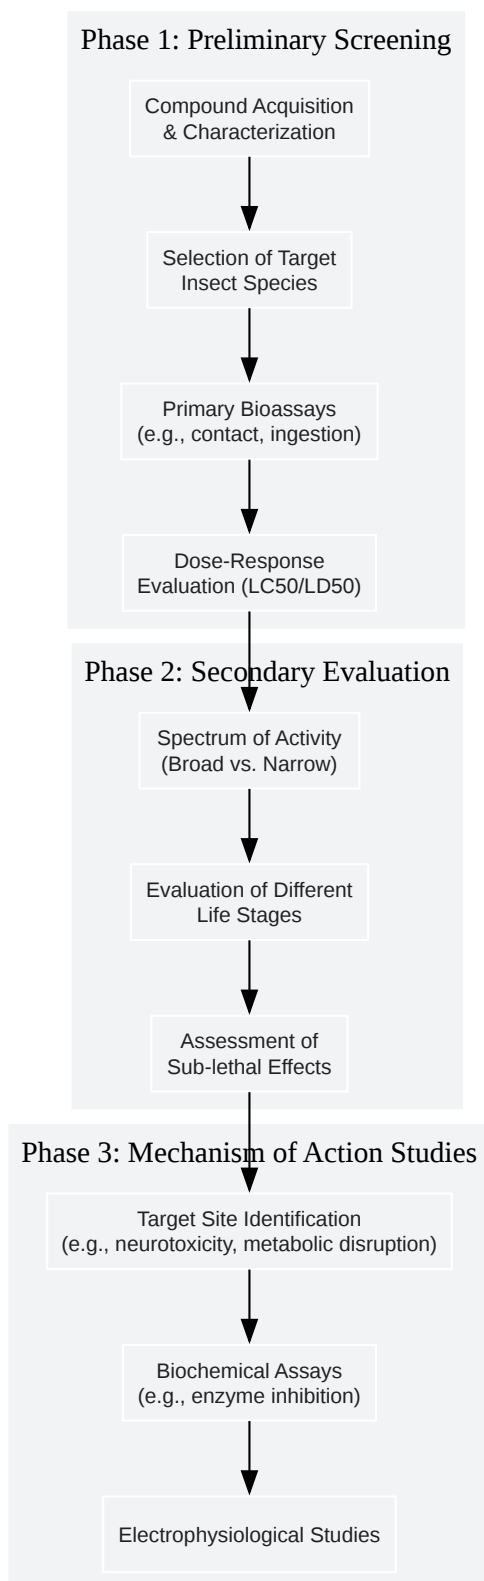 Phase 1: Preliminary Screening
Compound Acquisition
& Characterization
Selection of Target
Insect Species
Primary Bioassays
(e.g., contact, ingestion)
Dose-Response
Evaluation (LC50/LD50)
Phase 2: Secondary Evaluation
Spectrum of Activity
(Broad vs. Narrow)
Evaluation of Different
Life Stages
Assessment of
Sub-lethal Effects
Phase 3: Mechanism of Action Studies
Target Site Identification
(e.g., neurotoxicity, metabolic disruption)
Biochemical Assays
(e.g., enzyme inhibition)
Electrophysiological Studies